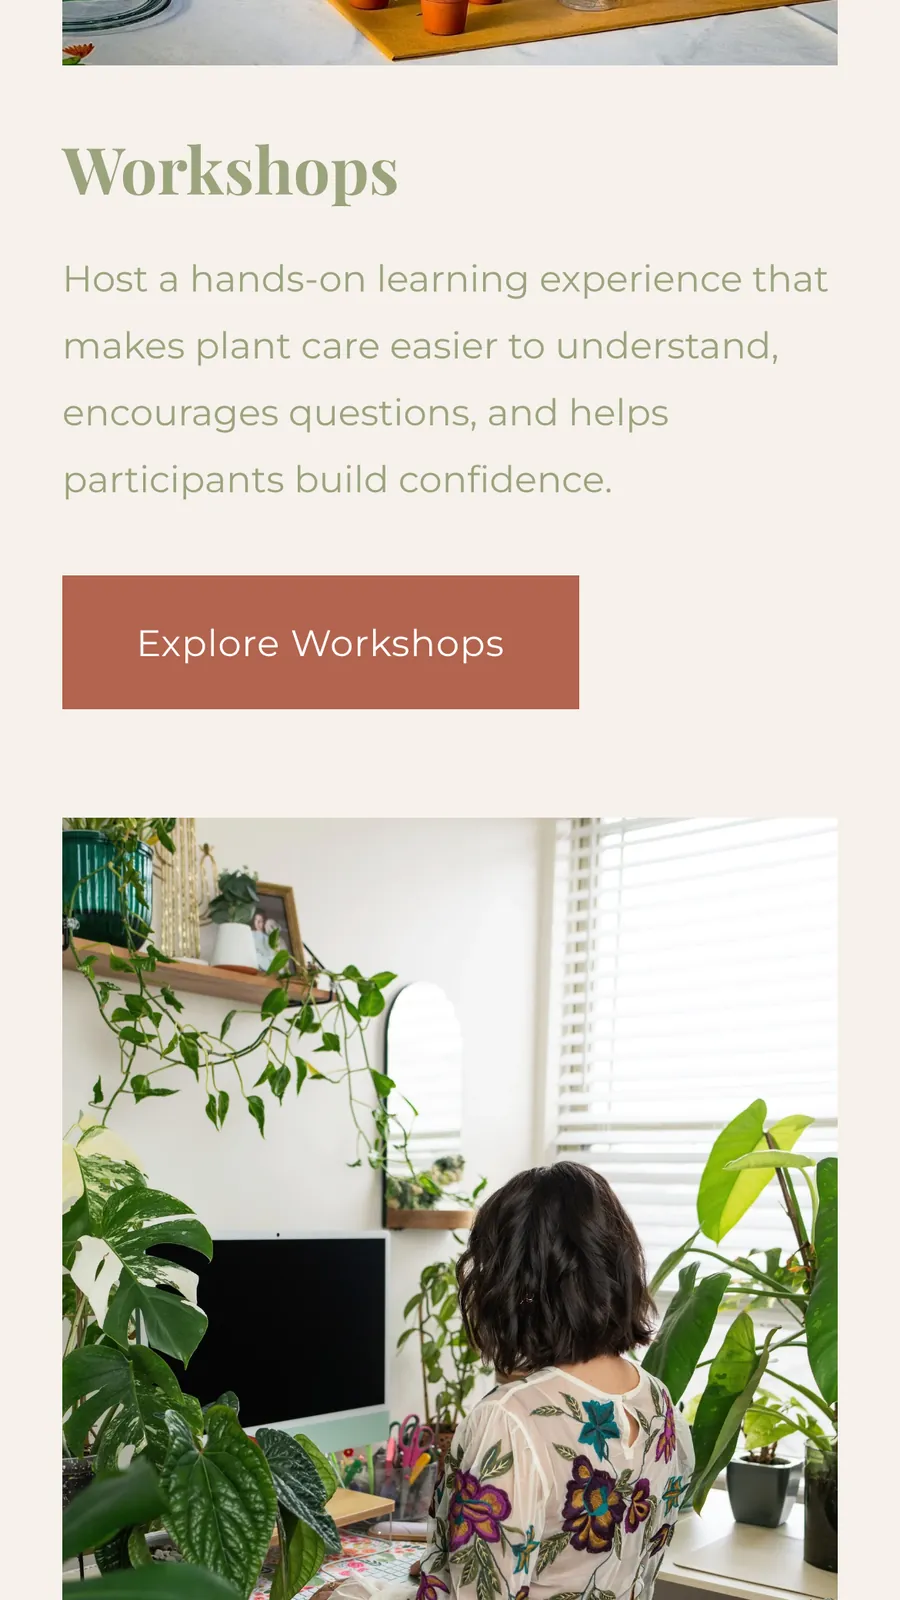 Workshops
Host a hands-on learning experience that
makes plant care easier to understand,
encourages questions, and helps
participants build confidence.
Explore Workshops